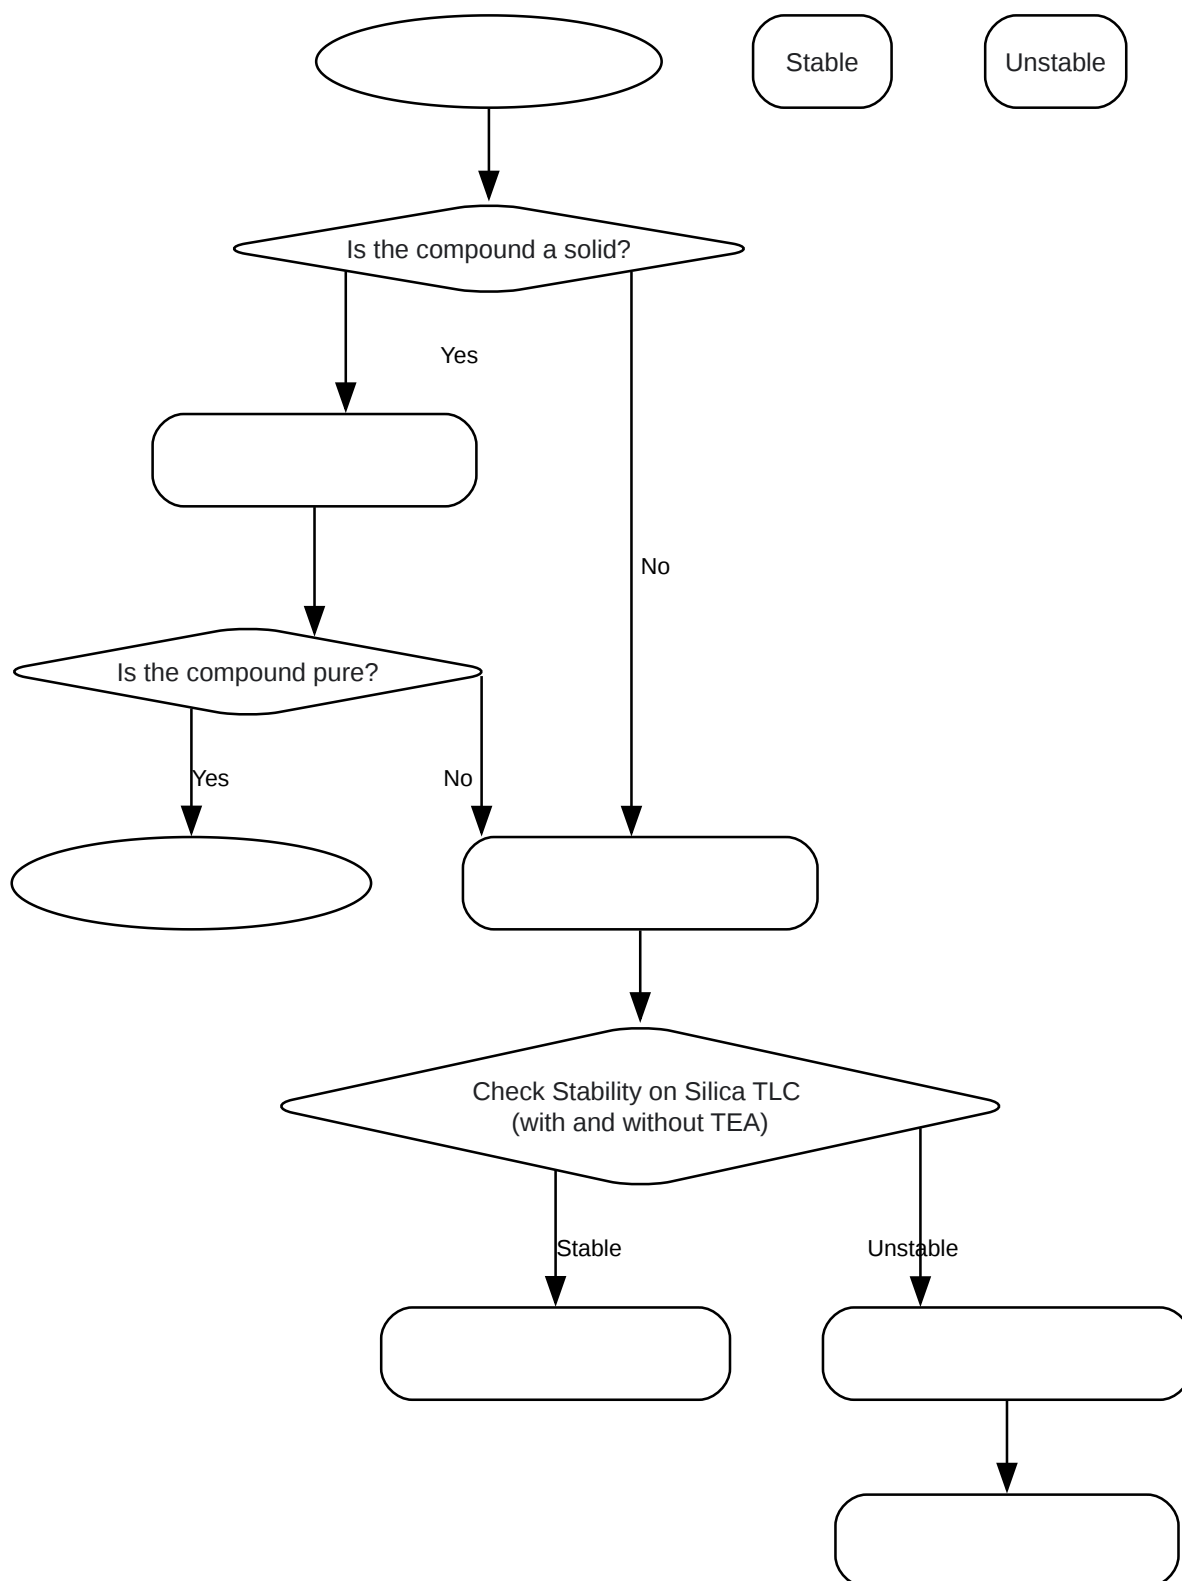 Stable
Unstable
Is the compound a solid?
Yes
No
Is the compound pure?
Yes
No
Check Stability on Silica TLC
(with and without TEA)
Stable
Unstable